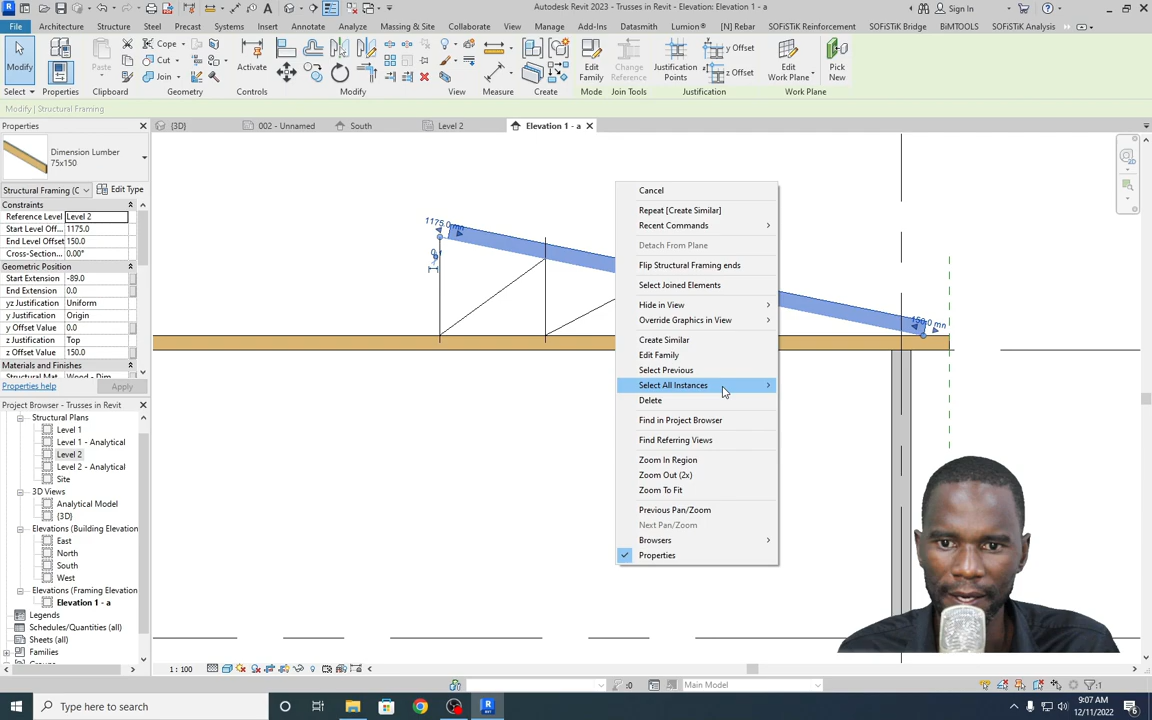 Autodesk Revit 2023 - Trusses in Revit - Elevation: Elevation 1 - a
Sign In
File Architecture Structure Steel Precast Systems Insert Annotate Analyze Massing & Site Collaborate View Manage Add-Ins Datasmith Lumion® [N] Rebar SOFiSTiK Reinforcement SOFiSTiK Bridge BiMTOOLS SOFiSTiK Analysis
Modify Paste Cope Cut Join Activate Edit Family Change Reference Justification Points y Offset z Offset Edit Work Plane Pick New
Select Properties Clipboard Geometry Controls Modify View Measure Create Mode Join Tools Justification Work Plane
Modify | Structural Framing
Properties
{3D} 002 - Unnamed South Level 2 Elevation 1 - a
Dimension Lumber
75x150
Structural Framing (C Edit Type
Constraints
Reference Level Level 2
Start Level Off... 1175.0
End Level Offset 150.0
Cross-Section... 0.00°
Geometric Position
Start Extension -89.0
End Extension 0.0
yz Justification Uniform
y Justification Origin
y Offset Value 0.0
z Justification Top
z Offset Value 150.0
Materials and Finishes
Structural Mat... Wood - Dim...
Properties help Apply
Project Browser - Trusses in Revit
Structural Plans
Level 1
Level 1 - Analytical
Level 2
Level 2 - Analytical
Site
3D Views
Analytical Model
{3D}
Elevations (Building Elevation
East
North
South
West
Elevations (Framing Elevation
Elevation 1 - a
Legends
Schedules/Quantities (all)
Sheets (all)
Families
1175.0 mn
150.0 mn
Cancel
Repeat [Create Similar]
Recent Commands
Detach From Plane
Flip Structural Framing ends
Select Joined Elements
Hide in View
Override Graphics in View
Create Similar
Edit Family
Select Previous
Select All Instances
Delete
Find in Project Browser
Find Referring Views
Zoom In Region
Zoom Out (2x)
Zoom To Fit
Previous Pan/Zoom
Next Pan/Zoom
Browsers
Properties
1 : 100
:0 Main Model :1
Type here to search
9:07 AM
12/11/2022